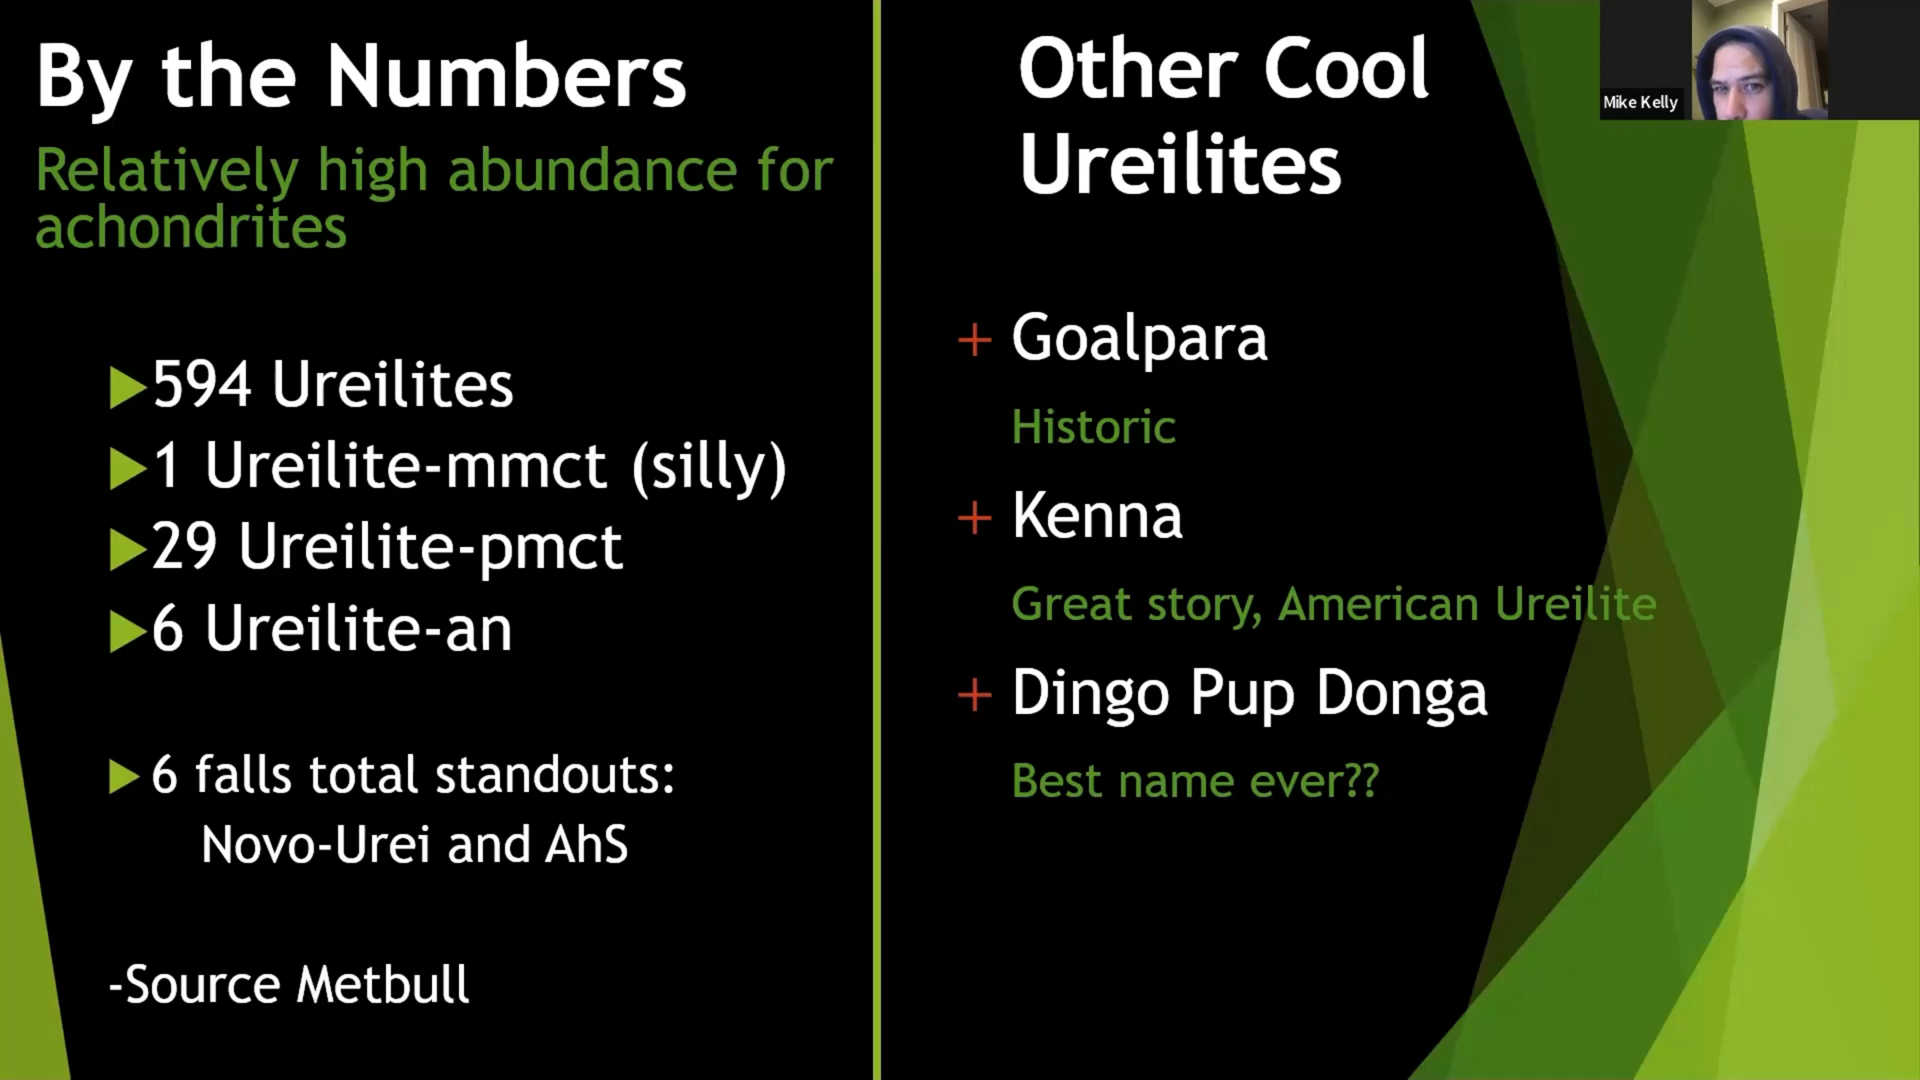 By the Numbers
Relatively high abundance for
achondrites
594 Ureilites
1 Ureilite-mmct (silly)
29 Ureilite-pmct
6 Ureilite-an
6 falls total standouts:
Novo-Urei and AhS
-Source Metbull
Other Cool
Ureilites
+ Goalpara
Historic
+ Kenna
Great story, American Ureilite
+ Dingo Pup Donga
Best name ever??
Mike Kelly